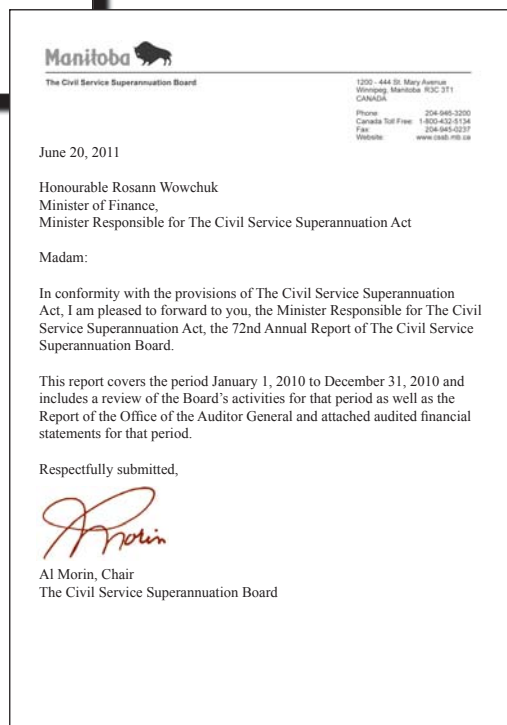 Manitoba
The Civil Service Superannuation Board
1200 - 444 St. Mary Avenue
Winnipeg, Manitoba R3C 3T1
CANADA
Phone: 204-946-3200
Canada Toll Free: 1-800-432-5134
Fax: 204-945-0237
Website: www.cssb.mb.ca
June 20, 2011
Honourable Rosann Wowchuk
Minister of Finance,
Minister Responsible for The Civil Service Superannuation Act
Madam:
In conformity with the provisions of The Civil Service Superannuation
Act, I am pleased to forward to you, the Minister Responsible for The Civil
Service Superannuation Act, the 72nd Annual Report of The Civil Service
Superannuation Board.
This report covers the period January 1, 2010 to December 31, 2010 and
includes a review of the Board's activities for that period as well as the
Report of the Office of the Auditor General and attached audited financial
statements for that period.
Respectfully submitted,
Morin
Al Morin, Chair
The Civil Service Superannuation Board